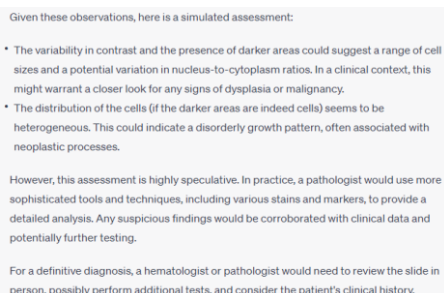 Given these observations, here is a simulated assessment:
• The variability in contrast and the presence of darker areas could suggest a range of cell
sizes and a potential variation in nucleus-to-cytoplasm ratios. In a clinical context, this
might warrant a closer look for any signs of dysplasia or malignancy.
• The distribution of the cells (if the darker areas are indeed cells) seems to be
heterogeneous. This could indicate a disorderly growth pattern, often associated with
neoplastic processes.
However, this assessment is highly speculative. In practice, a pathologist would use more
sophisticated tools and techniques, including various stains and markers, to provide a
detailed analysis. Any suspicious findings would be corroborated with clinical data and
potentially further testing.
For a definitive diagnosis, a hematologist or pathologist would need to review the slide in
person, possibly perform additional tests, and consider the patient's clinical history.